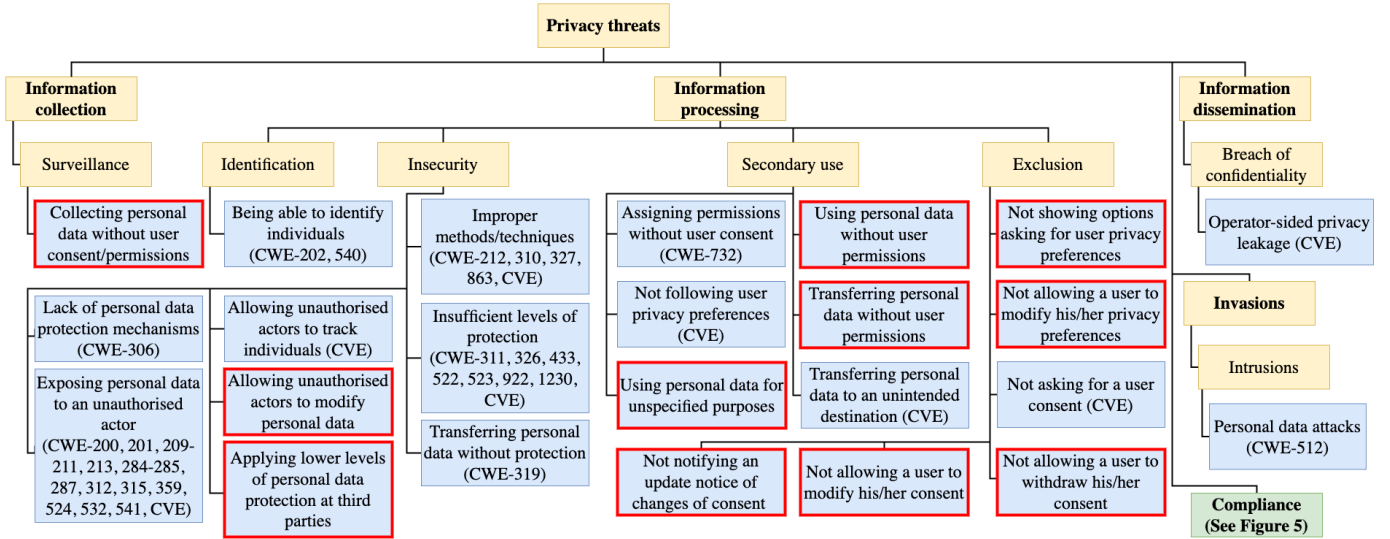 Privacy threats
Information
collection
Information
processing
Information
dissemination
Surveillance
Identification
Insecurity
Secondary use
Exclusion
Breach of
confidentiality
Collecting personal
data without user
consent/permissions
Being able to identify
individuals
(CWE-202, 540)
Improper
methods/techniques
(CWE-212, 310, 327,
863, CVE)
Assigning permissions
without user consent
(CWE-732)
Using personal data
without user
permissions
Not showing options
asking for user privacy
preferences
Operator-sided privacy
leakage (CVE)
Lack of personal data
protection mechanisms
(CWE-306)
Allowing unauthorised
actors to track
individuals (CVE)
Insufficient levels of
protection
(CWE-311, 326, 433,
522, 523, 922, 1230,
CVE)
Not following user
privacy preferences
(CVE)
Transferring personal
data without user
permissions
Not allowing a user to
modify his/her privacy
preferences
Invasions
Intrusions
Exposing personal data
to an unauthorised
actor
(CWE-200, 201, 209-
211, 213, 284-285,
287, 312, 315, 359,
524, 532, 541, CVE)
Allowing unauthorised
actors to modify
personal data
Using personal data for
unspecified purposes
Transferring personal
data to an unintended
destination (CVE)
Not asking for a user
consent (CVE)
Personal data attacks
(CWE-512)
Applying lower levels
of personal data
protection at third
parties
Transferring personal
data without protection
(CWE-319)
Not notifying an
update notice of
changes of consent
Not allowing a user to
modify his/her consent
Not allowing a user to
withdraw his/her
consent
Compliance
(See Figure 5)